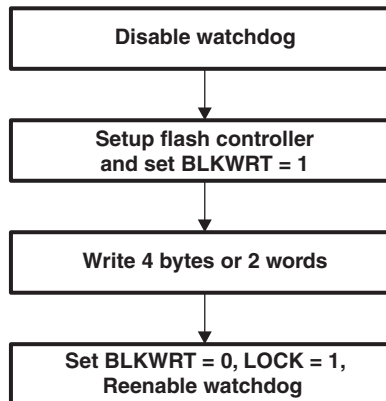 Disable watchdog
Setup flash controller
and set BLKWRT = 1
Write 4 bytes or 2 words
Set BLKWRT = 0, LOCK = 1,
Reenable watchdog